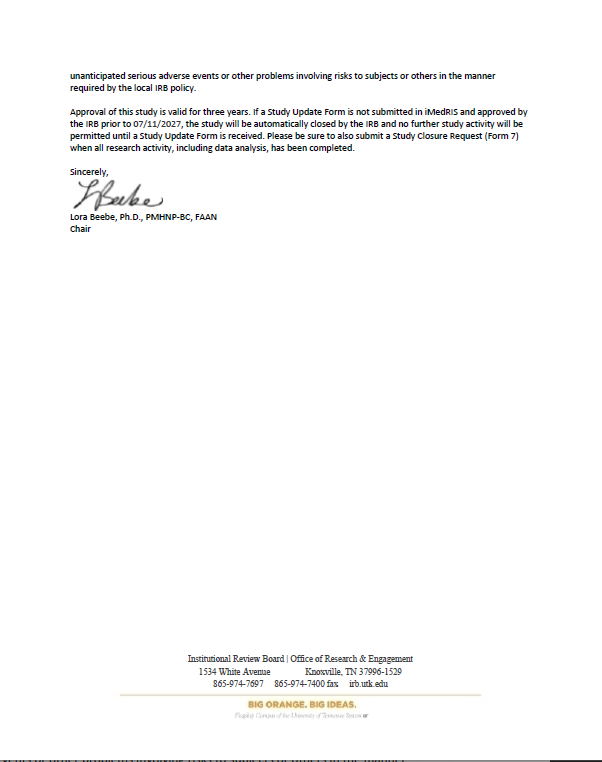 unanticipated serious adverse events or other problems involving risks to subjects or others in the manner
required by the local IRB policy.
Approval of this study is valid for three years. If a Study Update Form is not submitted in iMedRIS and approved by
the IRB prior to 07/11/2027, the study will be automatically closed by the IRB and no further study activity will be
permitted until a Study Update Form is received. Please be sure to also submit a Study Closure Request (Form 7)
when all research activity, including data analysis, has been completed.
Sincerely,
L Beebe
Lora Beebe, Ph.D., PMHNP-BC, FAAN
Chair
Institutional Review Board | Office of Research & Engagement
1534 White Avenue Knoxville, TN 37996-1529
865-974-7697 865-974-7400 fax irb.utk.edu
BIG ORANGE. BIG IDEAS.
Flagship Campus of the University of Tennessee System